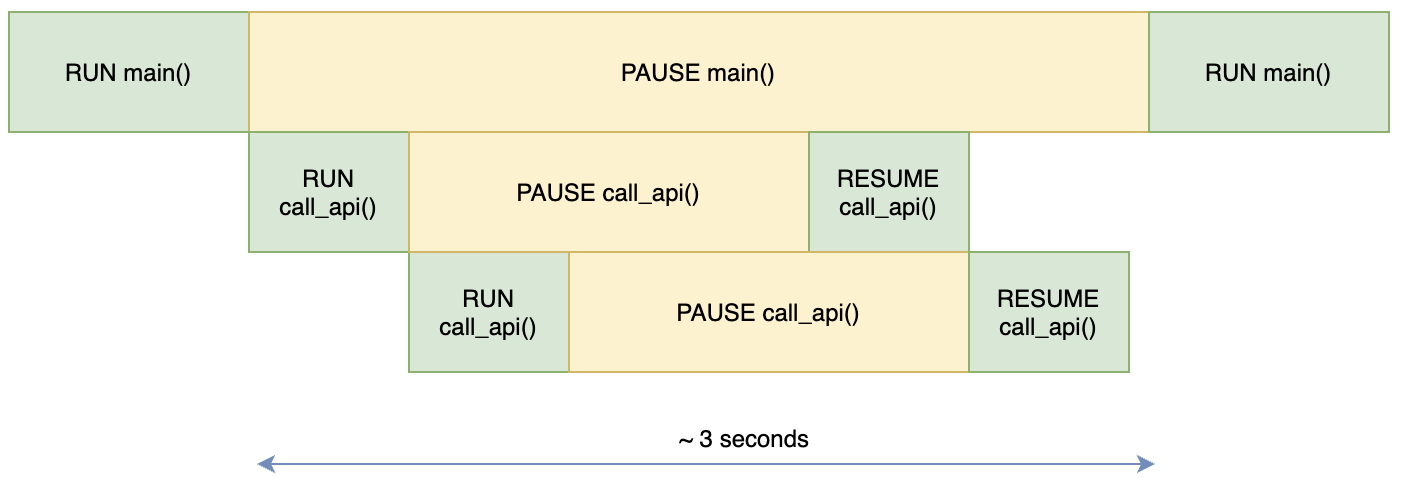 RUN main()
PAUSE main()
RUN main()
RUN
call_api()
PAUSE call_api()
RESUME
call_api()
RUN
call_api()
PAUSE call_api()
RESUME
call_api()
~ 3 seconds